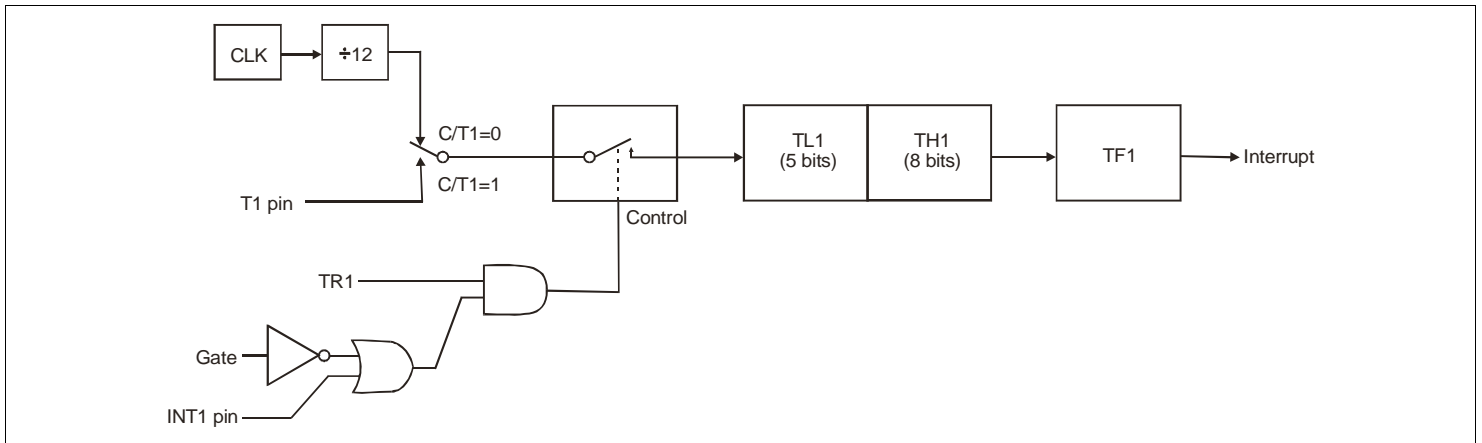 CLK
÷12
C/T1=0
C/T1=1
T1 pin
Control
TL1
(5 bits)
TH1
(8 bits)
TF1
Interrupt
TR1
Gate
INT1 pin